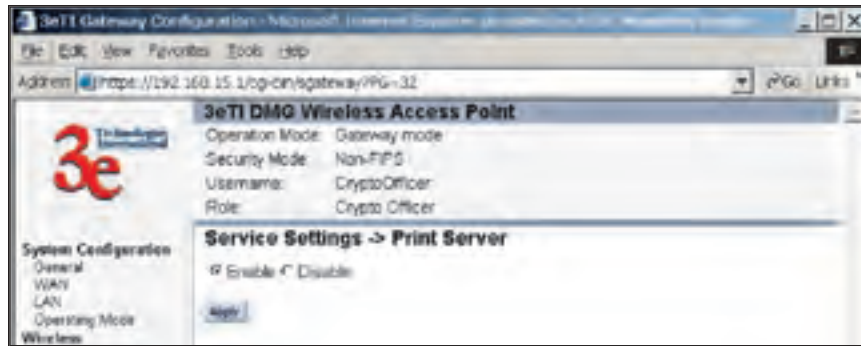 3eTI Gateway Configuration - Microsoft Internet Explorer
File Edit View Favorites Tools Help
Address https://192.168.15.1/cgi-bin/sgateway?PG=32 Go Links
3e Technologies International
3eTI DMG Wireless Access Point
Operation Mode: Gateway mode
Security Mode: Non-FIPS
Username: CryptoOfficer
Role: Crypto Officer
Service Settings -> Print Server
Enable Disable
Apply
System Configuration
General
WAN
LAN
Operating Mode
Wireless